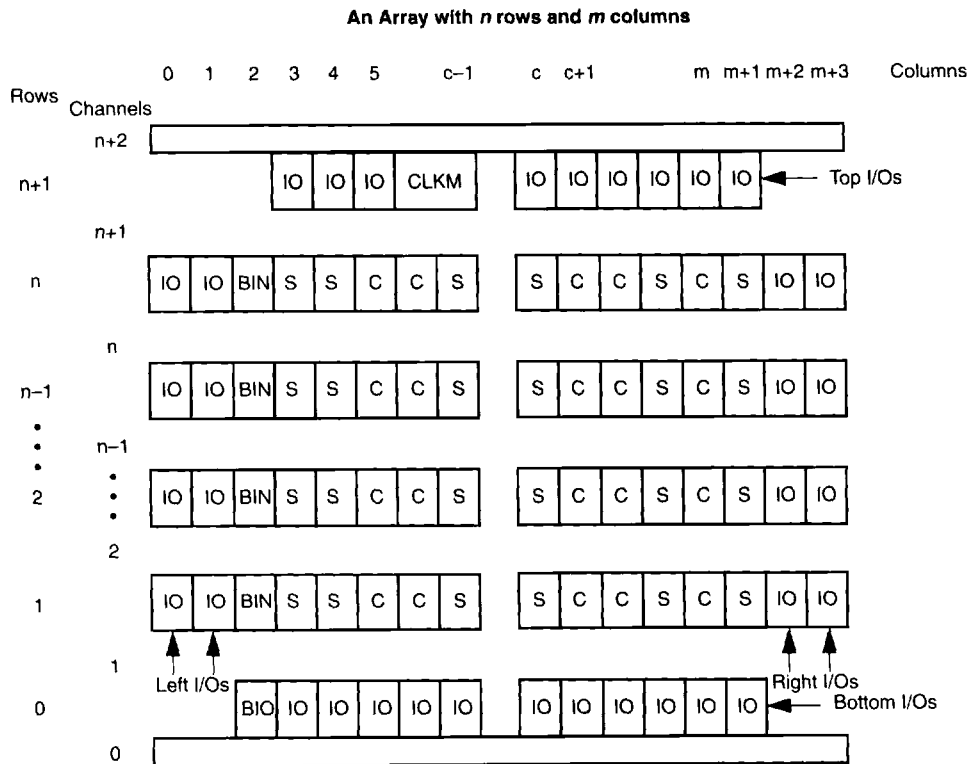 An Array with n rows and m columns
0 1 2 3 4 5 c–1 c c+1 m m+1 m+2 m+3 Columns
Rows
Channels
n+2
n+1 IO IO IO CLKM IO IO IO IO IO IO Top I/Os
n+1
n IO IO BIN S S C C S S C C S C S IO IO
n
n–1 IO IO BIN S S C C S S C C S C S IO IO
n–1
2 IO IO BIN S S C C S S C C S C S IO IO
2
1 IO IO BIN S S C C S S C C S C S IO IO
1
Left I/Os Right I/Os
0 BIO IO IO IO IO IO IO IO IO IO IO IO Bottom I/Os
0